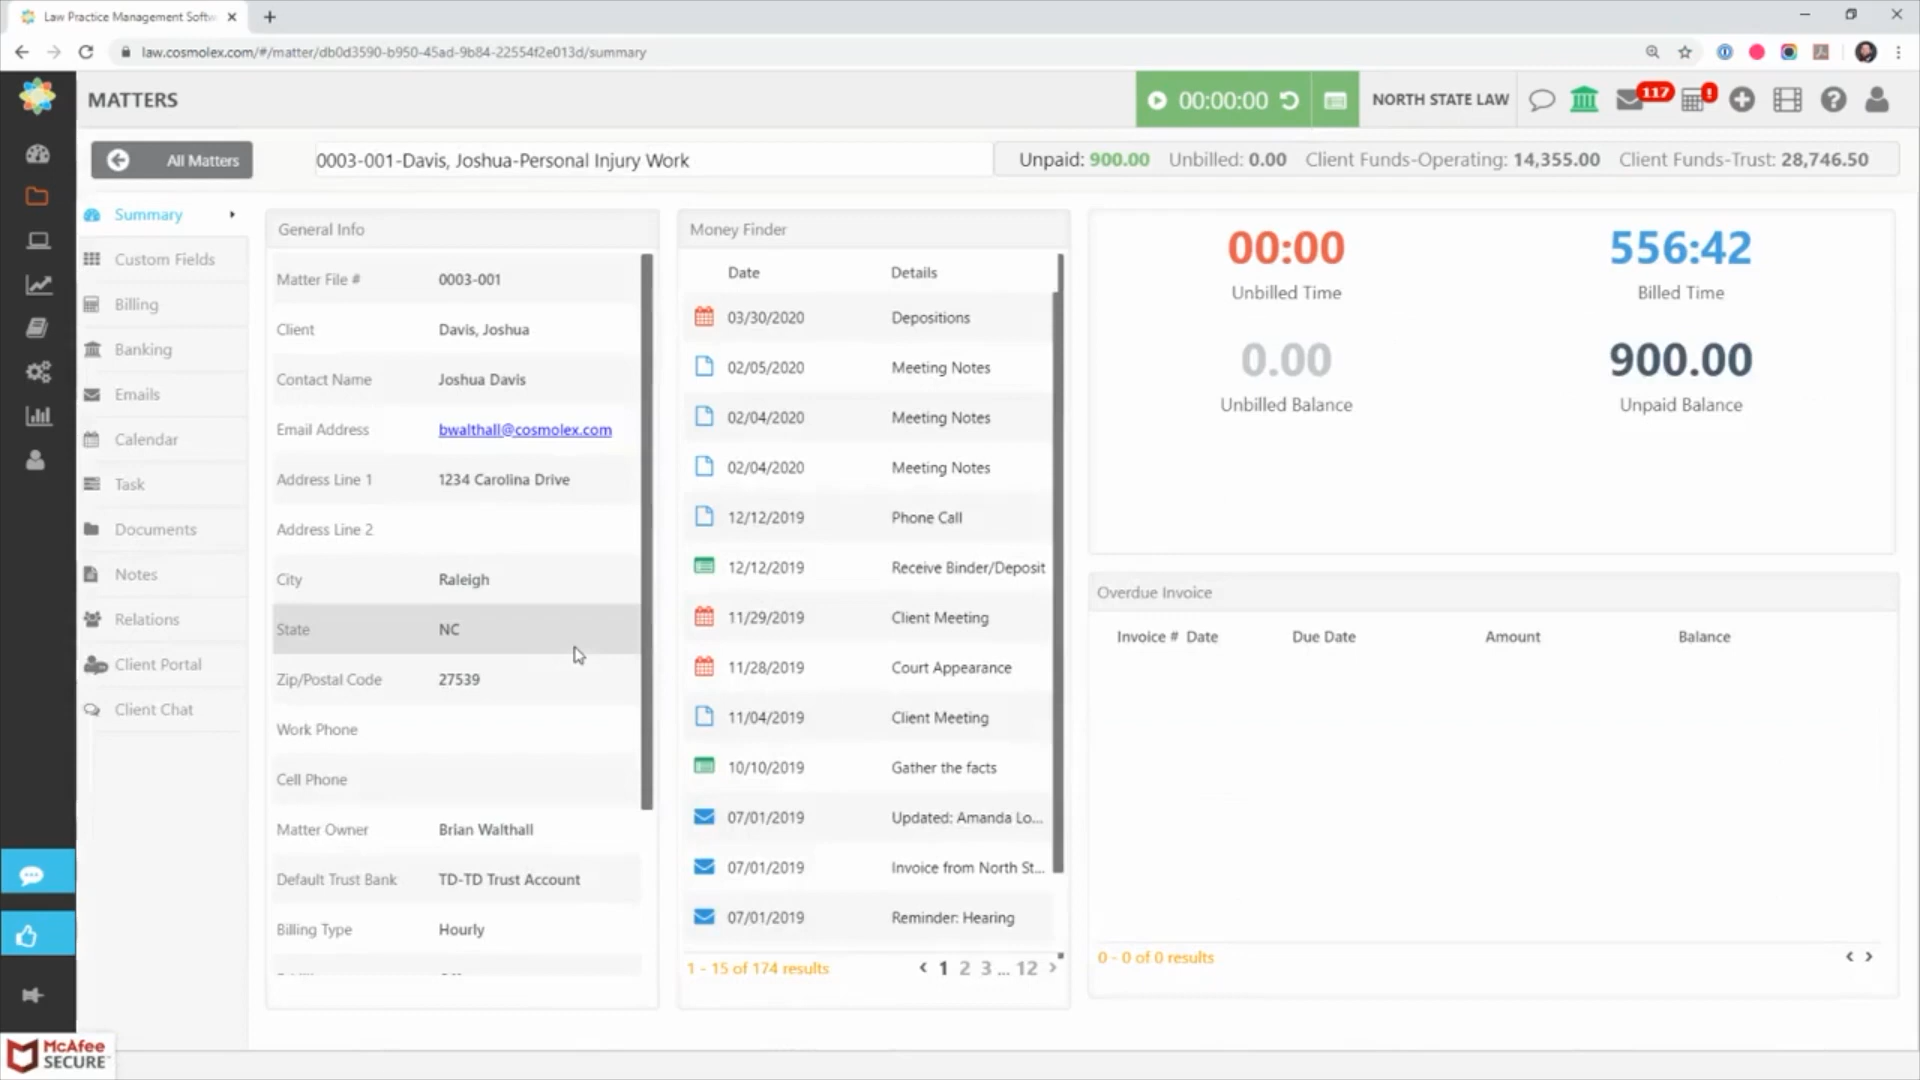 Law Practice Management Softw
law.cosmolex.com/#/matter/db0d3590-b950-45ad-9b84-22554f2e013d/summary
MATTERS
00:00:00
NORTH STATE LAW
117
!
All Matters
0003-001-Davis, Joshua-Personal Injury Work
Unpaid: 900.00 Unbilled: 0.00 Client Funds-Operating: 14,355.00 Client Funds-Trust: 28,746.50
Summary
Custom Fields
Billing
Banking
Emails
Calendar
Task
Documents
Notes
Relations
Client Portal
Client Chat
General Info
Matter File # 0003-001
Client Davis, Joshua
Contact Name Joshua Davis
Email Address bwalthall@cosmolex.com
Address Line 1 1234 Carolina Drive
Address Line 2
City Raleigh
State NC
Zip/Postal Code 27539
Work Phone
Cell Phone
Matter Owner Brian Walthall
Default Trust Bank TD-TD Trust Account
Billing Type Hourly
Money Finder
Date Details
03/30/2020 Depositions
02/05/2020 Meeting Notes
02/04/2020 Meeting Notes
02/04/2020 Meeting Notes
12/12/2019 Phone Call
12/12/2019 Receive Binder/Deposit
11/29/2019 Client Meeting
11/28/2019 Court Appearance
11/04/2019 Client Meeting
10/10/2019 Gather the facts
07/01/2019 Updated: Amanda Lo...
07/01/2019 Invoice from North St...
07/01/2019 Reminder: Hearing
1 - 15 of 174 results < 1 2 3 ... 12 >
00:00
Unbilled Time
556:42
Billed Time
0.00
Unbilled Balance
900.00
Unpaid Balance
Overdue Invoice
Invoice # Date Due Date Amount Balance
0 - 0 of 0 results < >
McAfee
SECURE